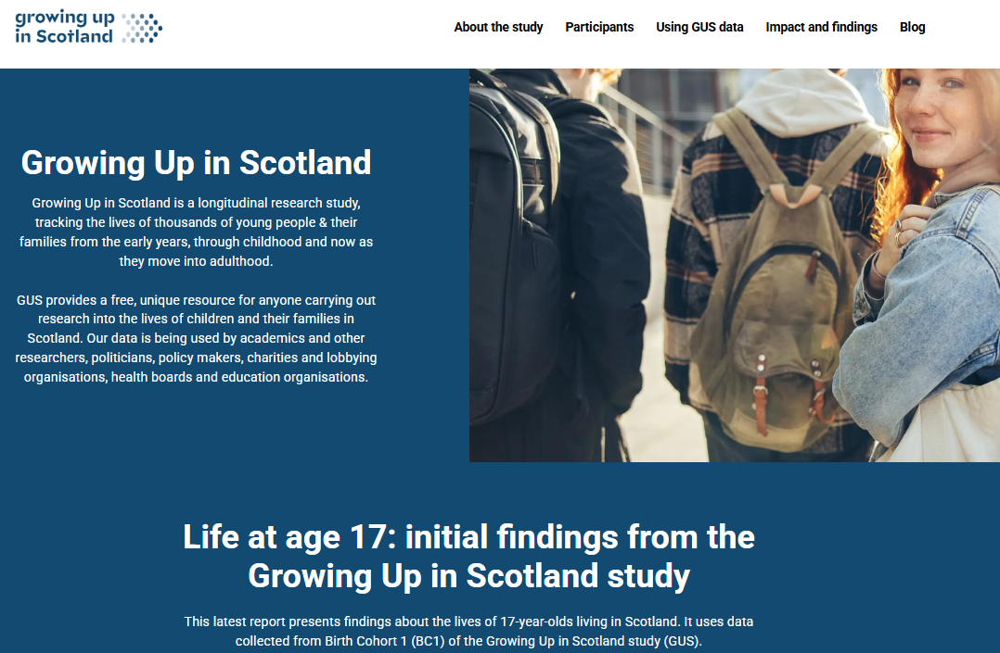 growing up
in Scotland
About the study Participants Using GUS data Impact and findings Blog
Growing Up in Scotland
Growing Up in Scotland is a longitudinal research study,
tracking the lives of thousands of young people & their
families from the early years, through childhood and now as
they move into adulthood.
GUS provides a free, unique resource for anyone carrying out
research into the lives of children and their families in
Scotland. Our data is being used by academics and other
researchers, politicians, policy makers, charities and lobbying
organisations, health boards and education organisations.
Life at age 17: initial findings from the
Growing Up in Scotland study
This latest report presents findings about the lives of 17-year-olds living in Scotland. It uses data
collected from Birth Cohort 1 (BC1) of the Growing Up in Scotland study (GUS).